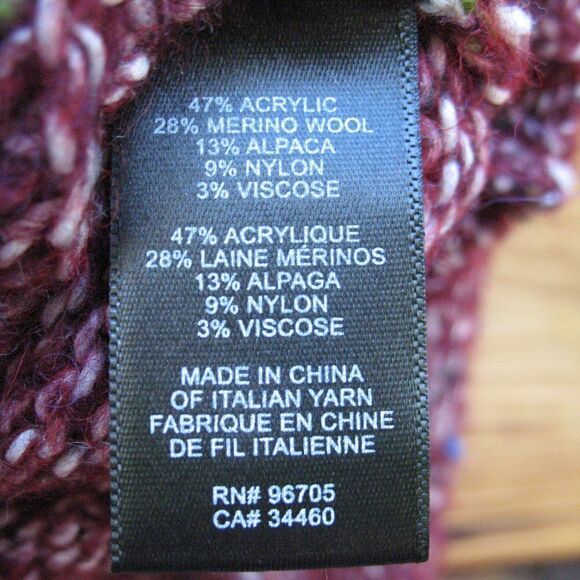 47% ACRYLIC
28% MERINO WOOL
13% ALPACA
9% NYLON
3% VISCOSE
47% ACRYLIQUE
28% LAINE MÉRINOS
13% ALPAGA
9% NYLON
3% VISCOSE
MADE IN CHINA
OF ITALIAN YARN
FABRIQUE EN CHINE
DE FIL ITALIENNE
RN# 96705
CA# 34460